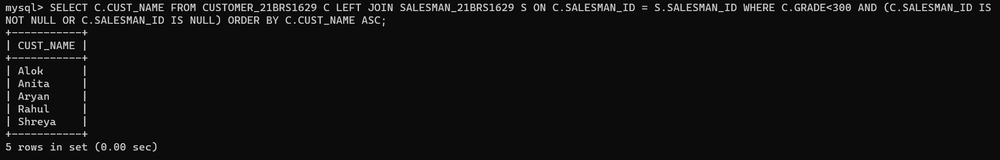 mysql> SELECT C.CUST_NAME FROM CUSTOMER_21BRS1629 C LEFT JOIN SALESMAN_21BRS1629 S ON C.SALESMAN_ID = S.SALESMAN_ID WHERE C.GRADE<300 AND (C.SALESMAN_ID IS
NOT NULL OR C.SALESMAN_ID IS NULL) ORDER BY C.CUST_NAME ASC;
+-----------+
| CUST_NAME |
+-----------+
| Alok      |
| Anita     |
| Aryan     |
| Rahul     |
| Shreya    |
+-----------+
5 rows in set (0.00 sec)